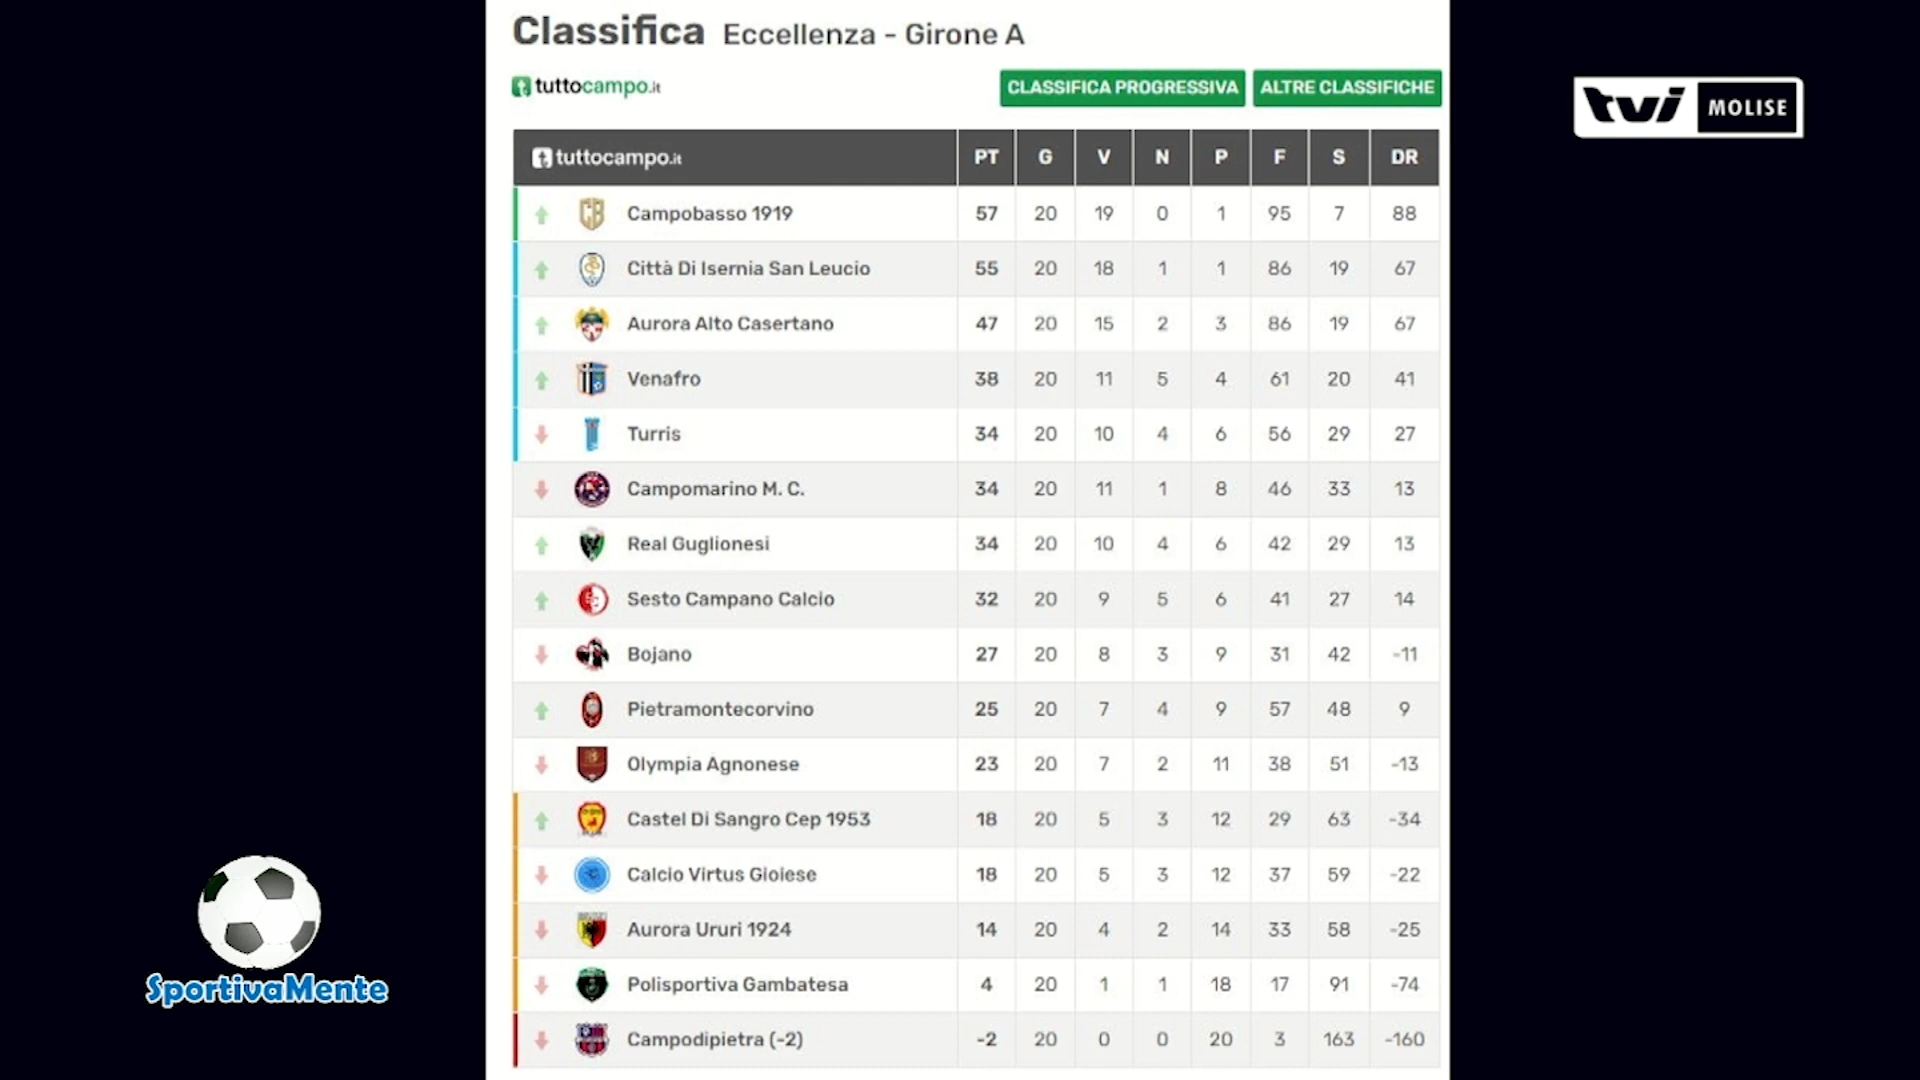 Classifica Eccellenza - Girone A
tuttocampo.it CLASSIFICA PROGRESSIVA ALTRE CLASSIFICHE
tvi MOLISE
tuttocampo.it PT G V N P F S DR
Campobasso 1919 57 20 19 0 1 95 7 88
Città Di Isernia San Leucio 55 20 18 1 1 86 19 67
Aurora Alto Casertano 47 20 15 2 3 86 19 67
Venafro 38 20 11 5 4 61 20 41
Turris 34 20 10 4 6 56 29 27
Campomarino M. C. 34 20 11 1 8 46 33 13
Real Guglionesi 34 20 10 4 6 42 29 13
Sesto Campano Calcio 32 20 9 5 6 41 27 14
Bojano 27 20 8 3 9 31 42 -11
Pietramontecorvino 25 20 7 4 9 57 48 9
Olympia Agnonese 23 20 7 2 11 38 51 -13
Castel Di Sangro Cep 1953 18 20 5 3 12 29 63 -34
Calcio Virtus Gioiese 18 20 5 3 12 37 59 -22
Aurora Ururi 1924 14 20 4 2 14 33 58 -25
Polisportiva Gambatesa 4 20 1 1 18 17 91 -74
Campodipietra (-2) -2 20 0 0 20 3 163 -160
SportivaMente